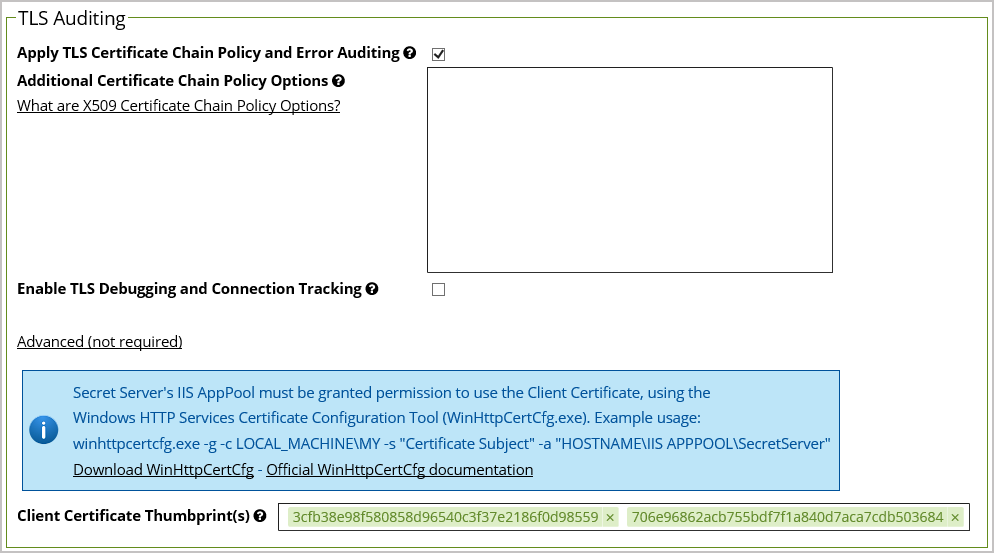 TLS Auditing
Apply TLS Certificate Chain Policy and Error Auditing
Additional Certificate Chain Policy Options
What are X509 Certificate Chain Policy Options?
Enable TLS Debugging and Connection Tracking
Advanced (not required)
Secret Server's IIS AppPool must be granted permission to use the Client Certificate, using the
Windows HTTP Services Certificate Configuration Tool (WinHttpCertCfg.exe). Example usage:
winhttpcertcfg.exe -g -c LOCAL_MACHINE\MY -s "Certificate Subject" -a "HOSTNAME\IIS APPPOOL\SecretServer"
Download WinHttpCertCfg - Official WinHttpCertCfg documentation
Client Certificate Thumbprint(s) 3cfb38e98f580858d96540c3f37e2186f0d98559 × 706e96862acb755bdf7f1a840d7aca7cdb503684 ×